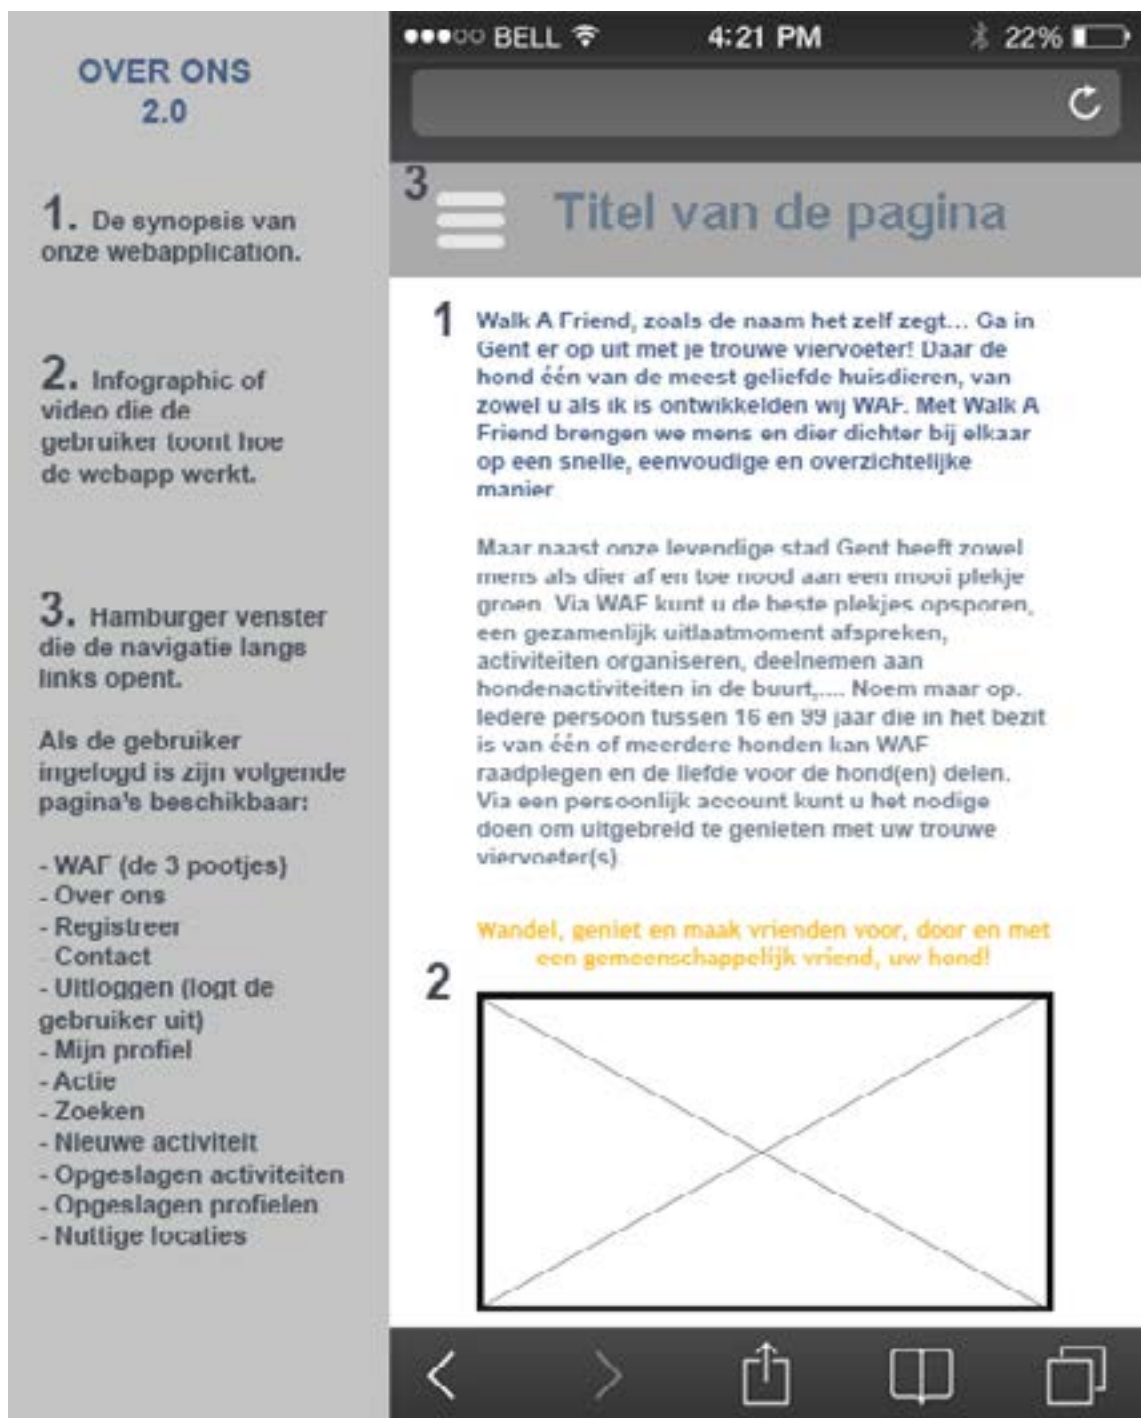 OVER ONS
2.0
1. De synopsis van
onze webapplication.
2. Infographic of
video die de
gebruiker toont hoe
de webapp werkt.
3. Hamburger venster
die de navigatie langs
links opent.
Als de gebruiker
ingelogd is zijn volgende
pagina's beschikbaar:
- WAF (de 3 pootjes)
- Over ons
- Registreer
- Contact
- Uitloggen (logt de
gebruiker uit)
- Mijn profiel
- Actie
- Zoeken
- Nieuwe activiteit
- Opgeslagen activiteiten
- Opgeslagen profielen
- Nuttige locaties
BELL 4:21 PM 22%
3 Titel van de pagina
1 Walk A Friend, zoals de naam het zelf zegt... Ga in
Gent er op uit met je trouwe viervoeter! Daar de
hond één van de meest geliefde huisdieren, van
zowel u als ik is ontwikkelden wij WAF. Met Walk A
Friend brengen we mens en dier dichter bij elkaar
op een snelle, eenvoudige en overzichtelijke
manier
Maar naast onze levendige stad Gent heeft zowel
mens als dier af en toe nood aan een mooi plekje
groen. Via WAF kunt u de beste plekjes opsporen,
een gezamenlijk uitlaatmoment afspreken,
activiteiten organiseren, deelnemen aan
hondenactiviteiten in de buurt,.... Noem maar op.
Iedere persoon tussen 16 en 99 jaar die in het bezit
is van één of meerdere honden kan WAF
raadplegen en de liefde voor de hond(en) delen.
Via een persoonlijk account kunt u het nodige
doen om uitgebreid te genieten met uw trouwe
viervoeter(s)
Wandel, geniet en maak vrienden voor, door en met
een gemeenschappelijk vriend, uw hond!
2